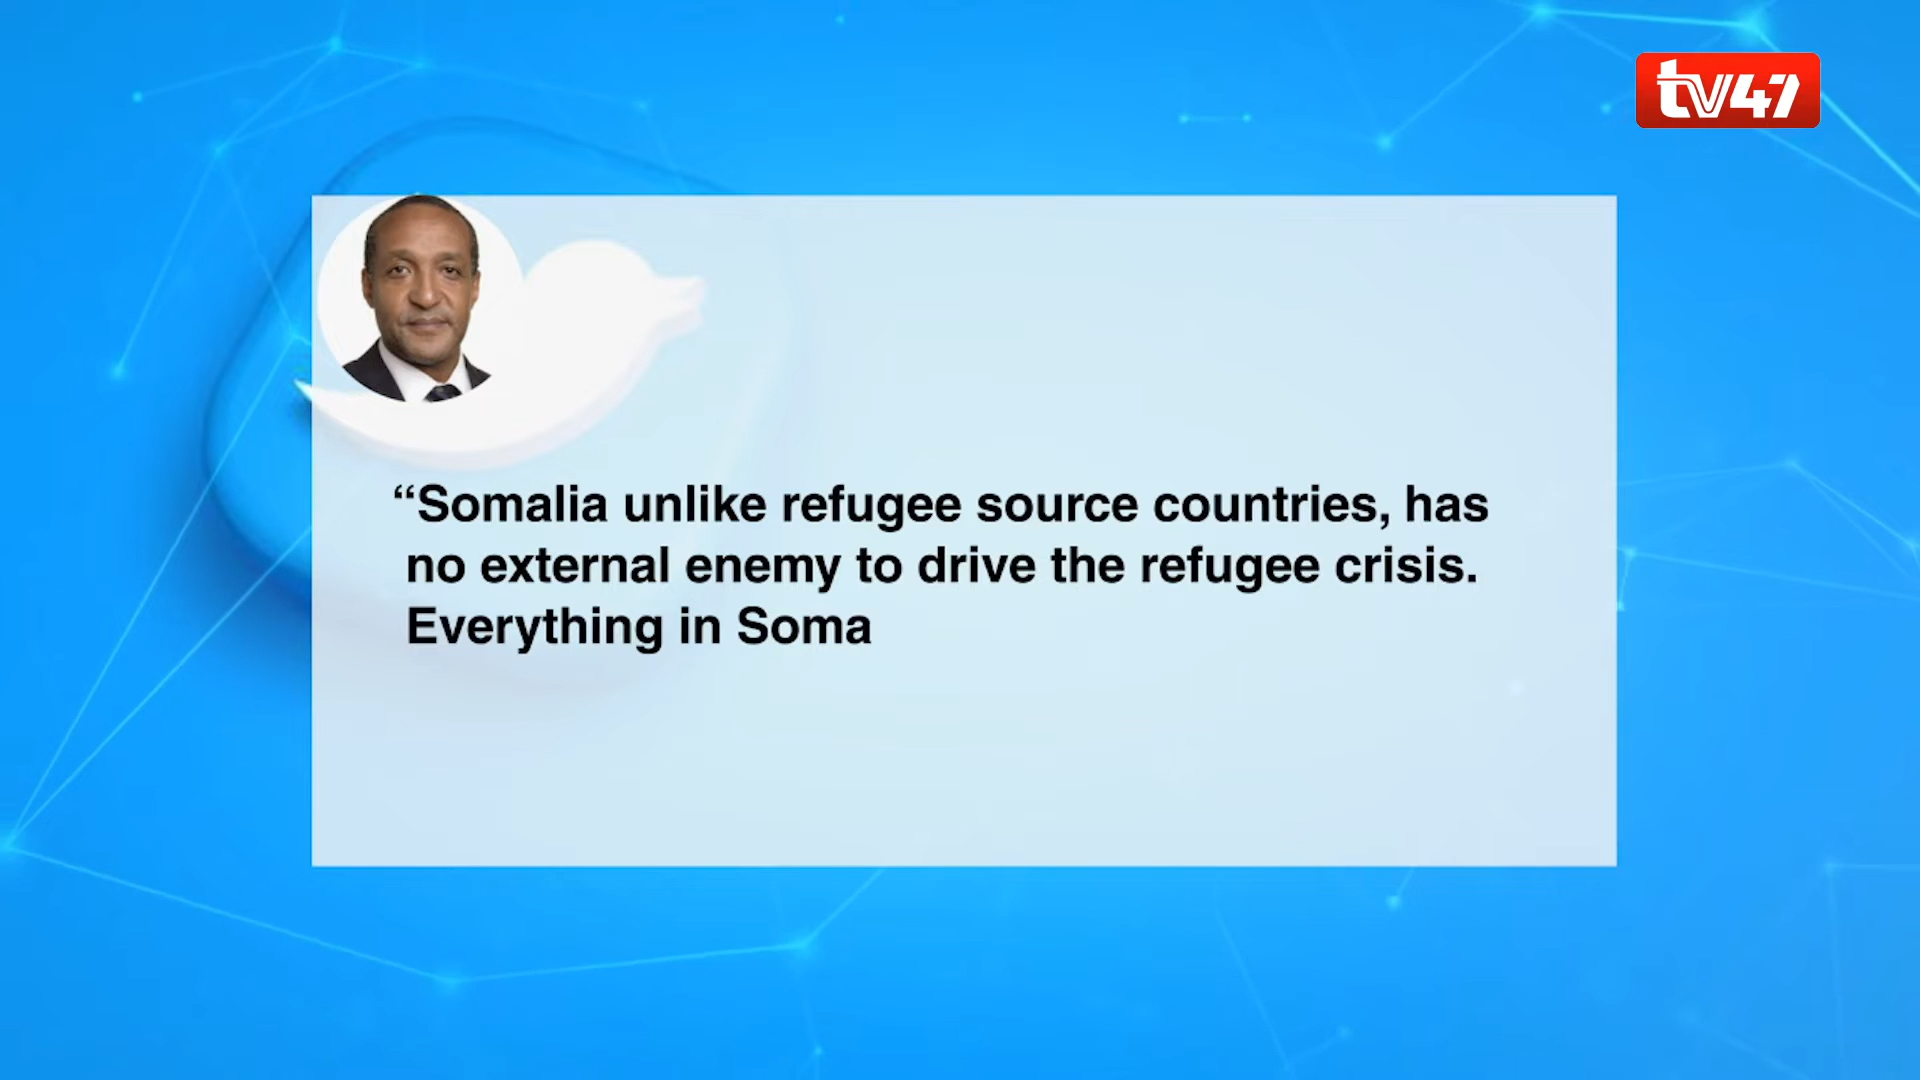 tv47
“Somalia unlike refugee source countries, has
no external enemy to drive the refugee crisis.
Everything in Soma